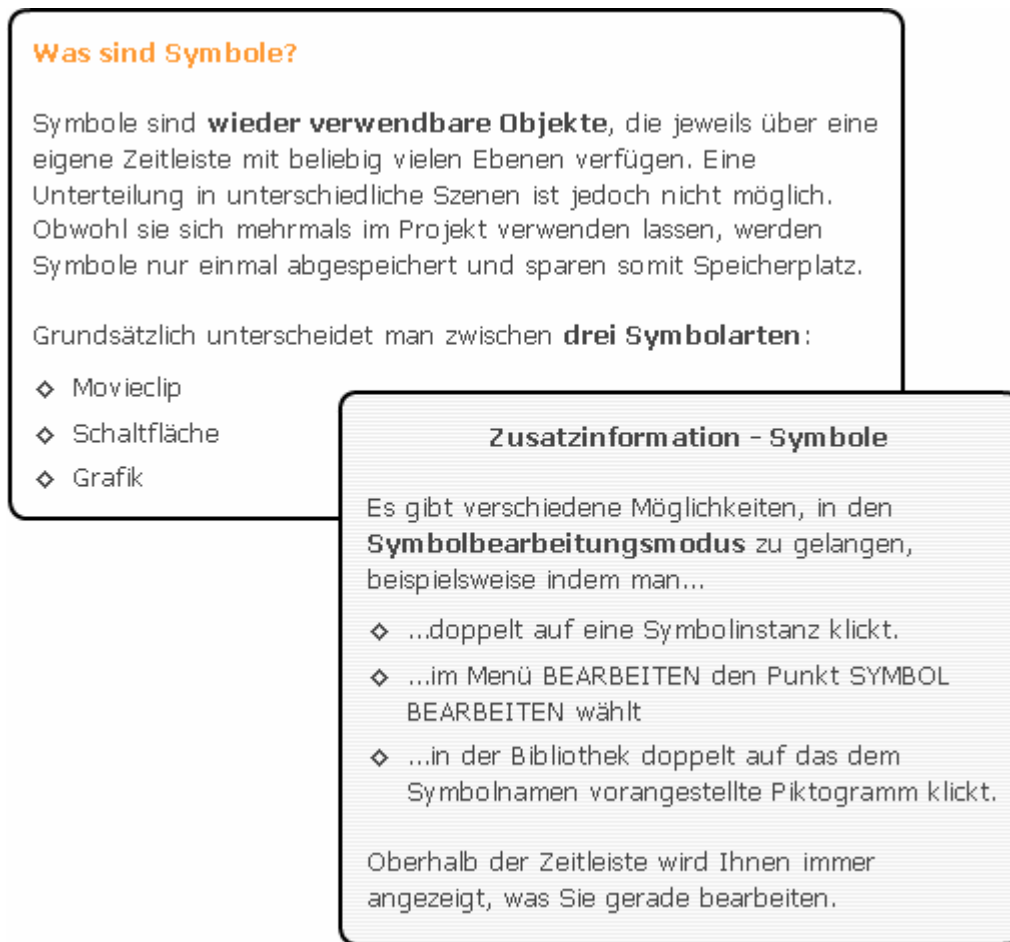 Was sind Symbole?
Symbole sind wieder verwendbare Objekte, die jeweils über eine
eigene Zeitleiste mit beliebig vielen Ebenen verfügen. Eine
Unterteilung in unterschiedliche Szenen ist jedoch nicht möglich.
Obwohl sie sich mehrmals im Projekt verwenden lassen, werden
Symbole nur einmal abgespeichert und sparen somit Speicherplatz.
Grundsätzlich unterscheidet man zwischen drei Symbolarten:
Movieclip
Schaltfläche
Grafik
Zusatzinformation - Symbole
Es gibt verschiedene Möglichkeiten, in den
Symbolbearbeitungsmodus zu gelangen,
beispielsweise indem man...
...doppelt auf eine Symbolinstanz klickt.
...im Menü BEARBEITEN den Punkt SYMBOL
BEARBEITEN wählt
...in der Bibliothek doppelt auf das dem
Symbolnamen vorangestellte Piktogramm klickt.
Oberhalb der Zeitleiste wird Ihnen immer
angezeigt, was Sie gerade bearbeiten.